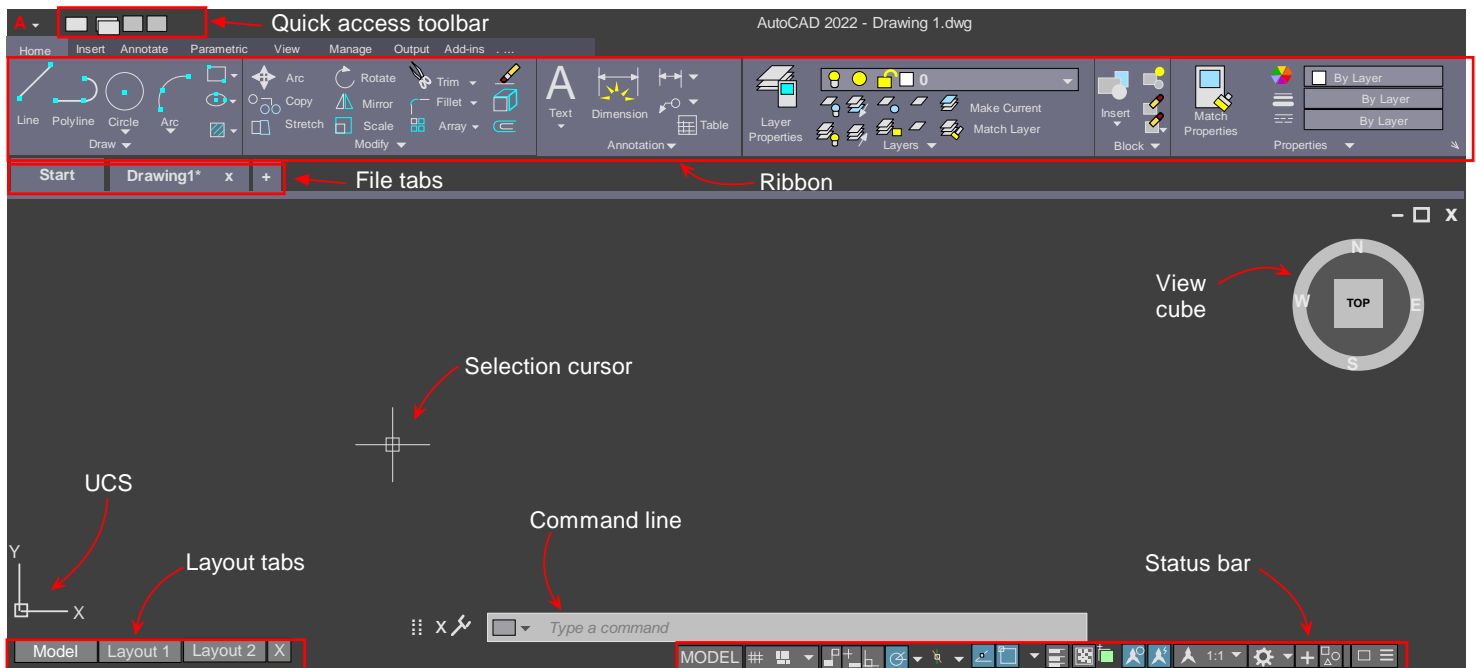 A
Quick access toolbar
AutoCAD 2022 - Drawing 1.dwg
Home Insert Annotate Parametric View Manage Output Add-ins . ...
Line Polyline Circle Arc
Draw
Arc Rotate Trim
Copy Mirror Fillet
Stretch Scale Array
Modify
A
Text Dimension
Table
Annotation
Layer
Properties
0
Make Current
Match Layer
Layers
Insert
Block
Match
Properties
By Layer
By Layer
By Layer
Properties
Start Drawing1* x +
File tabs
Ribbon
– X
View
cube
N
W TOP E
S
Selection cursor
UCS
Command line
Y
Layout tabs
Status bar
X
X Type a command
Model Layout 1 Layout 2 X
MODEL 1:1